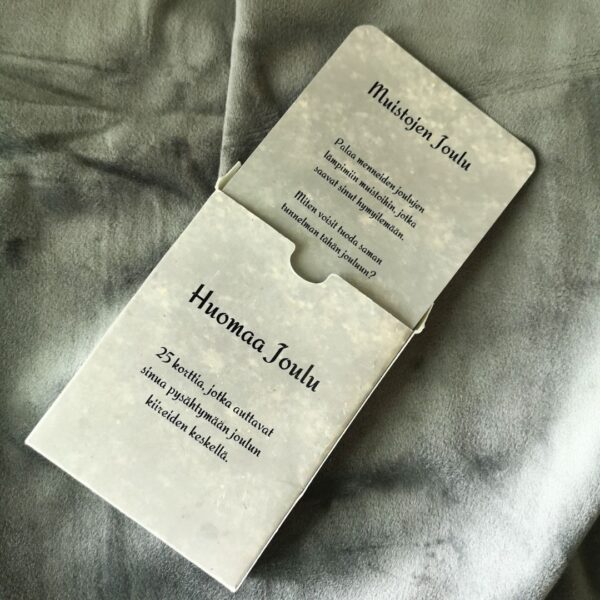 Muistojen Joulu
Palaa menneiden joulujen
lämpimiin muistoihin, jotka
saavat sinut hymyilemään.
Miten voisit tuoda saman
tunnelman tähän jouluun?
Huomaa Joulu
25 korttia, jotka auttavat
sinua pysähtymään joulun
kiireiden keskellä.